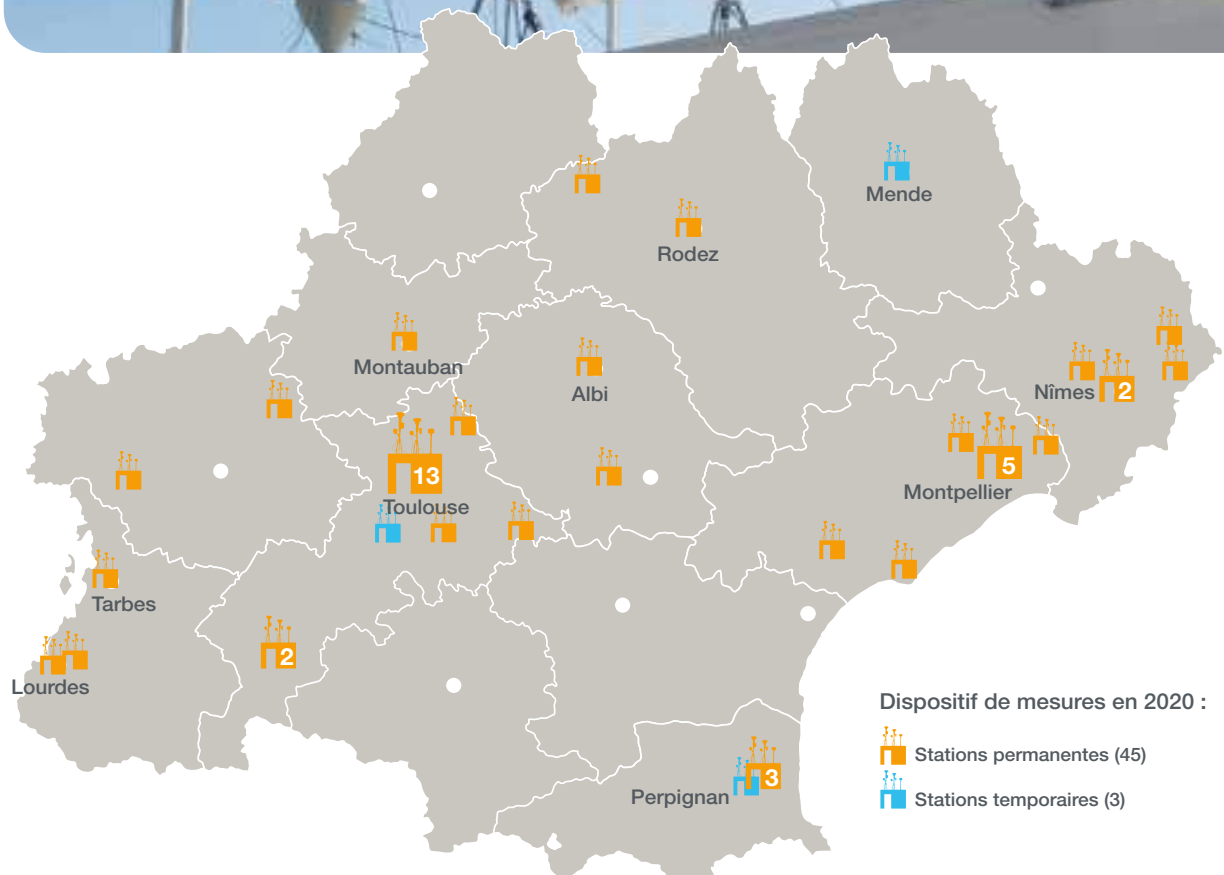 Mende
Rodez
Montauban
Albi
Nîmes
2
13
Toulouse
5
Montpellier
Tarbes
2
Lourdes
Perpignan
3
Dispositif de mesures en 2020 :
Stations permanentes (45)
Stations temporaires (3)